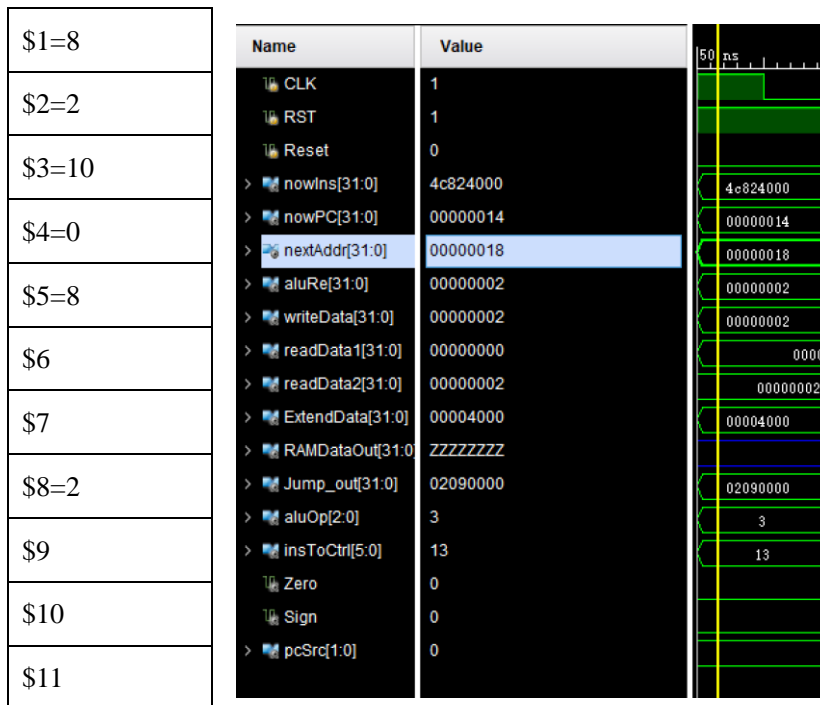 $1=8
$2=2
$3=10
$4=0
$5=8
$6
$7
$8=2
$9
$10
$11
Name Value
CLK 1
RST 1
Reset 0
nowIns[31:0] 4c824000
nowPC[31:0] 00000014
nextAddr[31:0] 00000018
aluRe[31:0] 00000002
writeData[31:0] 00000002
readData1[31:0] 00000000
readData2[31:0] 00000002
ExtendData[31:0] 00004000
RAMDataOut[31:0] ZZZZZZZZ
Jump_out[31:0] 02090000
aluOp[2:0] 3
insToCtrl[5:0] 13
Zero 0
Sign 0
pcSrc[1:0] 0
50 ns
4c824000
00000014
00000018
00000002
00000002
0000
00000002
00004000
02090000
3
13